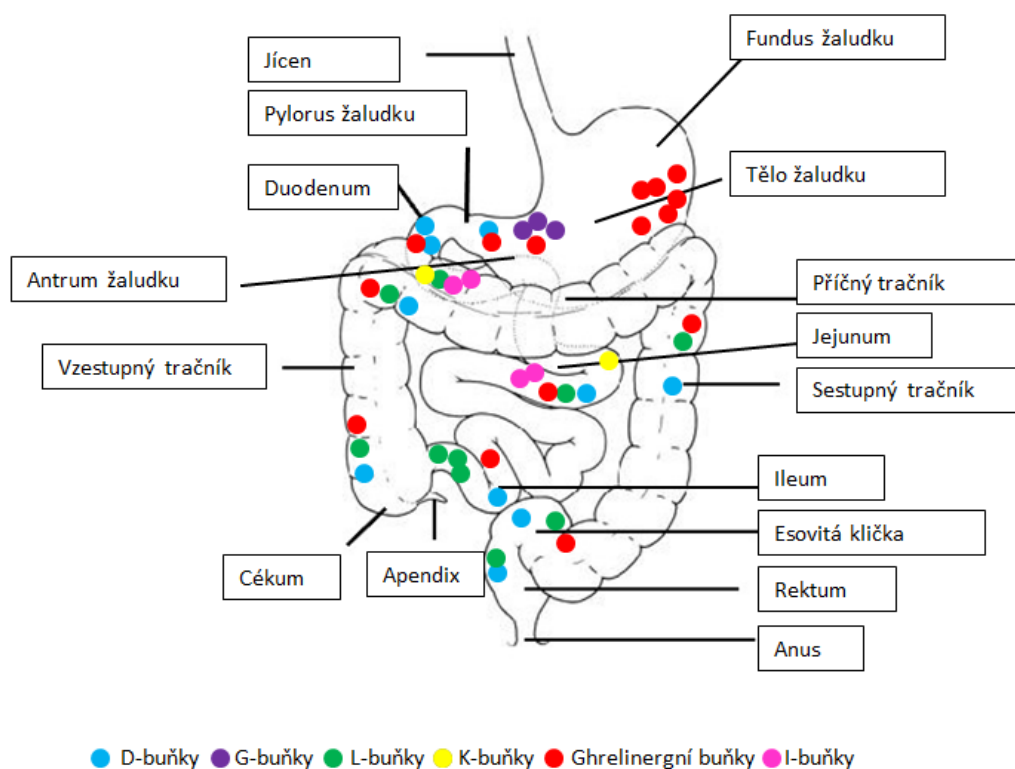 Jícen
Fundus žaludku
Pylorus žaludku
Duodenum
Tělo žaludku
Antrum žaludku
Příčný tračník
Jejunum
Vzestupný tračník
Sestupný tračník
Ileum
Esovitá klička
Cékum
Apendix
Rektum
Anus
D-buňky G-buňky L-buňky K-buňky Ghrelinergní buňky I-buňky